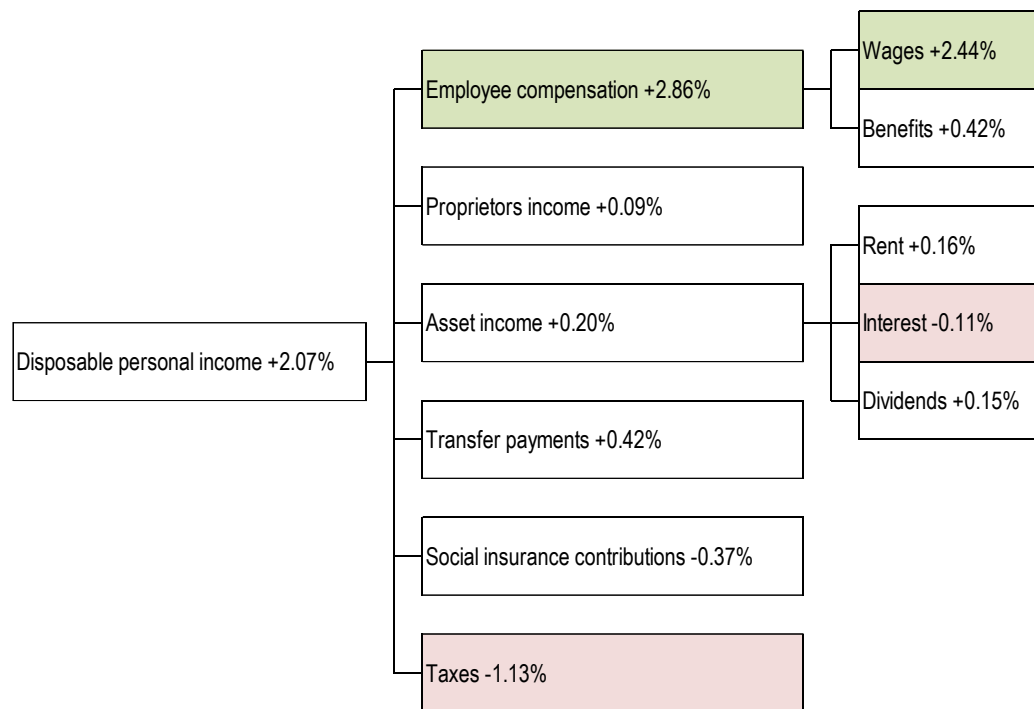 Disposable personal income +2.07%
Employee compensation +2.86%
Wages +2.44%
Benefits +0.42%
Proprietors income +0.09%
Asset income +0.20%
Rent +0.16%
Interest -0.11%
Dividends +0.15%
Transfer payments +0.42%
Social insurance contributions -0.37%
Taxes -1.13%